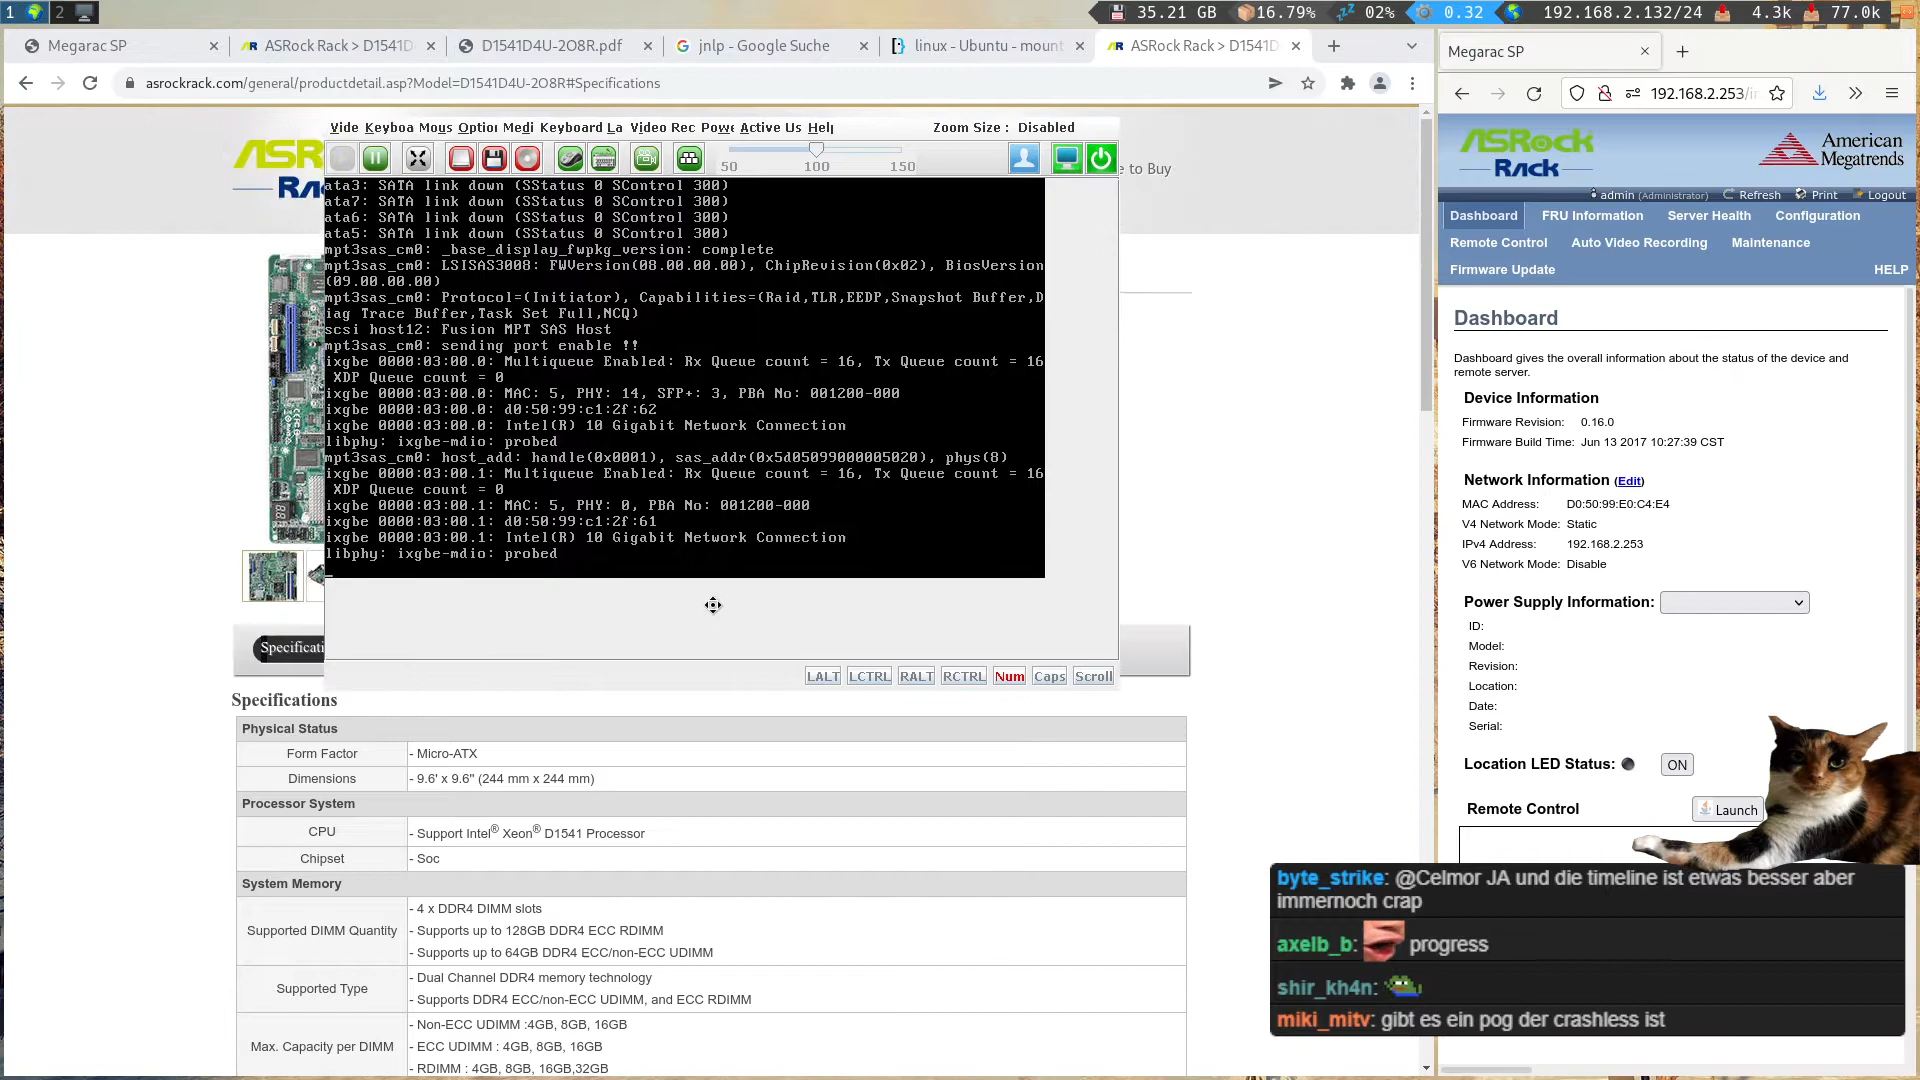 1 2 35.21 GB 16.79% 02% 0.32 192.168.2.132/24 4.3k 77.0k
Megarac SP ASRock Rack > D1541D D1541D4U-2O8R.pdf jnlp - Google Suche linux - Ubuntu - mount ASRock Rack > D1541D
asrockrack.com/general/productdetail.asp?Model=D1541D4U-2O8R#Specifications
ASR
RA
e to Buy
Vide Keyboa Mous Option Medi Keyboard La Video Rec Powe Active Us Help Zoom Size : Disabled
50 100 150
ata3: SATA link down (SStatus 0 SControl 300)
ata7: SATA link down (SStatus 0 SControl 300)
ata6: SATA link down (SStatus 0 SControl 300)
ata5: SATA link down (SStatus 0 SControl 300)
mpt3sas_cm0: _base_display_fwpkg_version: complete
mpt3sas_cm0: LSISAS3008: FWVersion(08.00.00.00), ChipRevision(0x02), BiosVersion
(09.00.00.00)
mpt3sas_cm0: Protocol=(Initiator), Capabilities=(Raid,TLR,EEDP,Snapshot Buffer,D
iag Trace Buffer,Task Set Full,NCQ)
scsi host12: Fusion MPT SAS Host
mpt3sas_cm0: sending port enable !!
ixgbe 0000:03:00.0: Multiqueue Enabled: Rx Queue count = 16, Tx Queue count = 16
XDP Queue count = 0
ixgbe 0000:03:00.0: MAC: 5, PHY: 14, SFP+: 3, PBA No: 001200-000
ixgbe 0000:03:00.0: d0:50:99:c1:2f:62
ixgbe 0000:03:00.0: Intel(R) 10 Gigabit Network Connection
libphy: ixgbe-mdio: probed
mpt3sas_cm0: host_add: handle(0x0001), sas_addr(0x5d05099000005020), phys(8)
ixgbe 0000:03:00.1: Multiqueue Enabled: Rx Queue count = 16, Tx Queue count = 16
XDP Queue count = 0
ixgbe 0000:03:00.1: MAC: 5, PHY: 0, PBA No: 001200-000
ixgbe 0000:03:00.1: d0:50:99:c1:2f:61
ixgbe 0000:03:00.1: Intel(R) 10 Gigabit Network Connection
libphy: ixgbe-mdio: probed
LALT LCTRL RALT RCTRL Num Caps Scroll
Specificati
Specifications
Physical Status
Form Factor - Micro-ATX
Dimensions - 9.6' x 9.6" (244 mm x 244 mm)
Processor System
CPU - Support Intel® Xeon® D1541 Processor
Chipset - Soc
System Memory
Supported DIMM Quantity
- 4 x DDR4 DIMM slots
- Supports up to 128GB DDR4 ECC RDIMM
- Supports up to 64GB DDR4 ECC/non-ECC UDIMM
Supported Type
- Dual Channel DDR4 memory technology
- Supports DDR4 ECC/non-ECC UDIMM, and ECC RDIMM
Max. Capacity per DIMM
- Non-ECC UDIMM :4GB, 8GB, 16GB
- ECC UDIMM : 4GB, 8GB, 16GB
- RDIMM : 4GB, 8GB, 16GB,32GB
Megarac SP
192.168.2.253/
ASRock
RACK
American
Megatrends
admin (Administrator) Refresh Print Logout
Dashboard FRU Information Server Health Configuration
Remote Control Auto Video Recording Maintenance
Firmware Update HELP
Dashboard
Dashboard gives the overall information about the status of the device and
remote server.
Device Information
Firmware Revision: 0.16.0
Firmware Build Time: Jun 13 2017 10:27:39 CST
Network Information (Edit)
MAC Address: D0:50:99:E0:C4:E4
V4 Network Mode: Static
IPv4 Address: 192.168.2.253
V6 Network Mode: Disable
Power Supply Information:
ID:
Model:
Revision:
Location:
Date:
Serial:
Location LED Status: ON
Remote Control Launch
byte_strike: @Celmor JA und die timeline ist etwas besser aber
immernoch crap
axelb_b: progress
shir_kh4n:
miki_mitv: gibt es ein pog der crashless ist